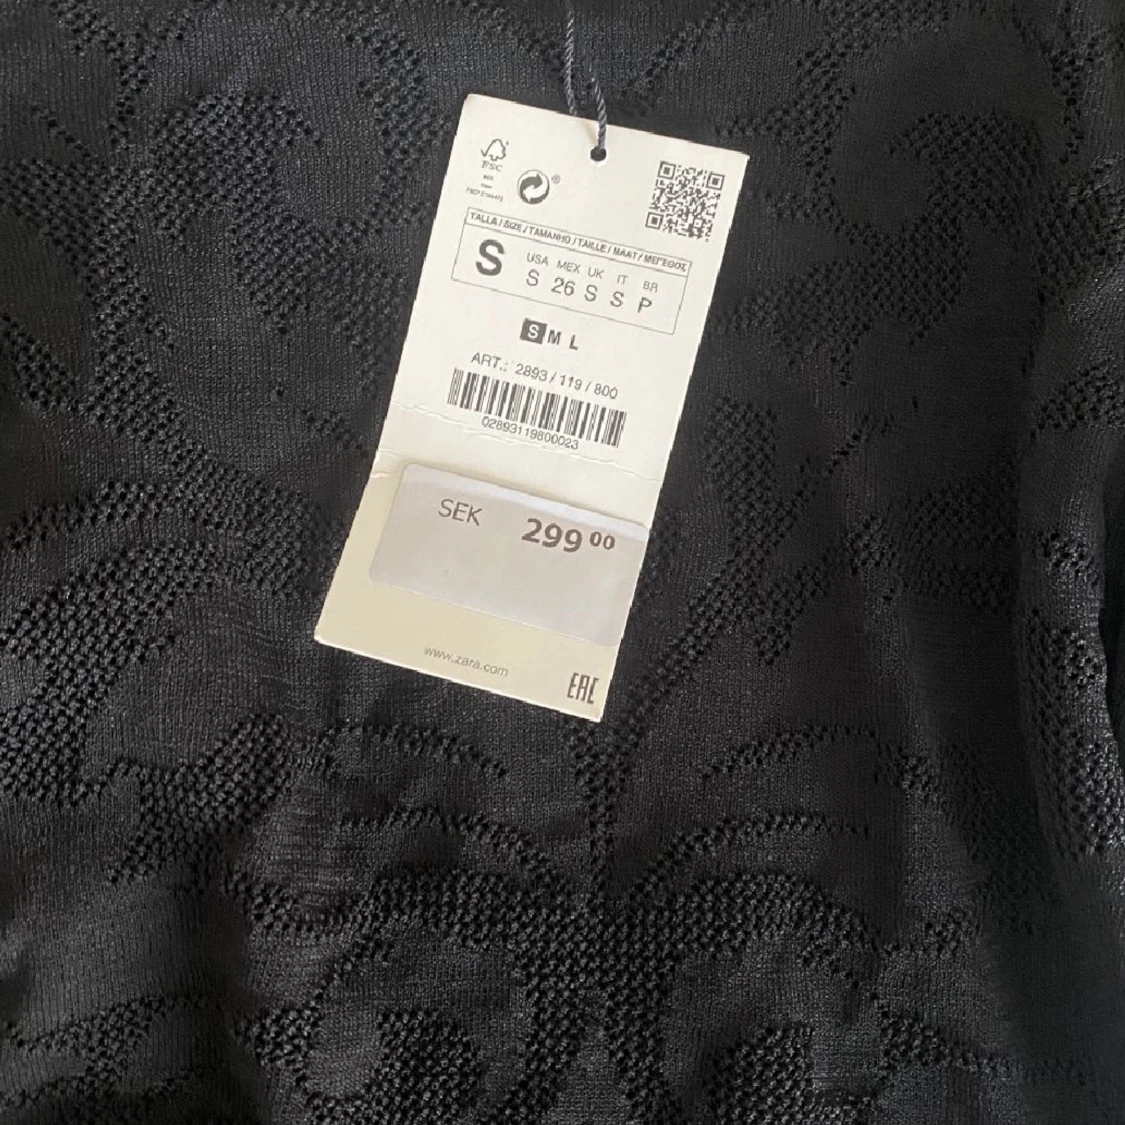 FSC
MIX
®
TALLA / SIZE / TAMANHO / TAILLE / MAAT / ΜΕΓΕΘΟΣ
S
USA MEX UK IT BR
S 26 S S P
S M L
ART.: 2893 / 119 / 800
02893119800023
SEK 299 00
www.zara.com
EAC